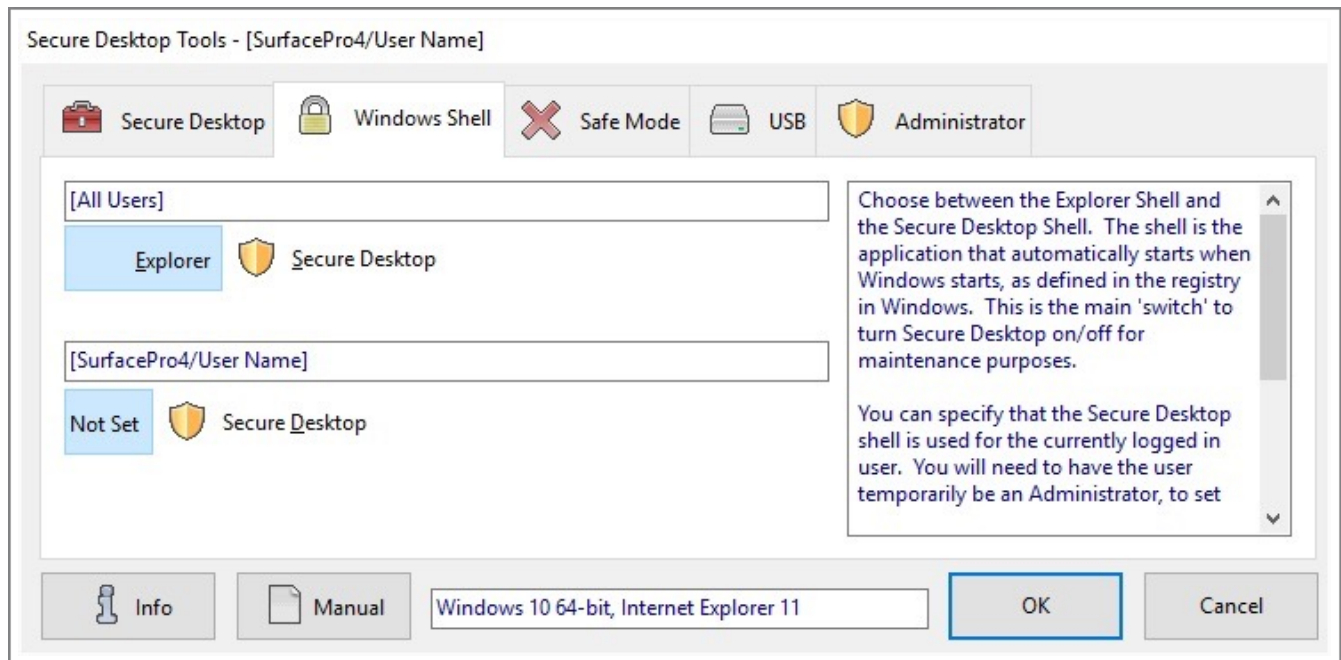 Secure Desktop Tools - [SurfacePro4/User Name]
Secure Desktop
Windows Shell
Safe Mode
USB
Administrator
[All Users]
Explorer
Secure Desktop
[SurfacePro4/User Name]
Not Set
Secure Desktop
Choose between the Explorer Shell and
the Secure Desktop Shell.  The shell is the
application that automatically starts when
Windows starts, as defined in the registry
in Windows.  This is the main 'switch' to
turn Secure Desktop on/off for
maintenance purposes.
You can specify that the Secure Desktop
shell is used for the currently logged in
user.  You will need to have the user
temporarily be an Administrator, to set
Info
Manual
Windows 10 64-bit, Internet Explorer 11
OK
Cancel